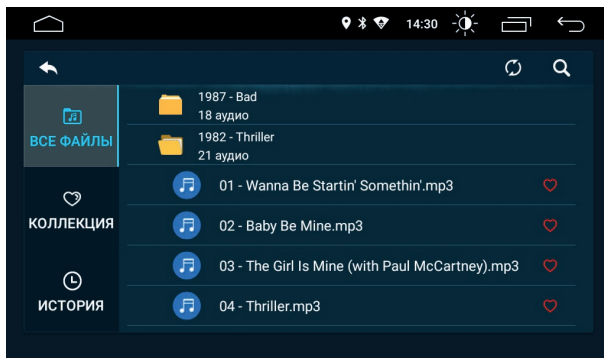 14:30
ВСЕ ФАЙЛЫ
КОЛЛЕКЦИЯ
ИСТОРИЯ
1987 - Bad
18 аудио
1982 - Thriller
21 аудио
01 - Wanna Be Startin' Somethin'.mp3
02 - Baby Be Mine.mp3
03 - The Girl Is Mine (with Paul McCartney).mp3
04 - Thriller.mp3